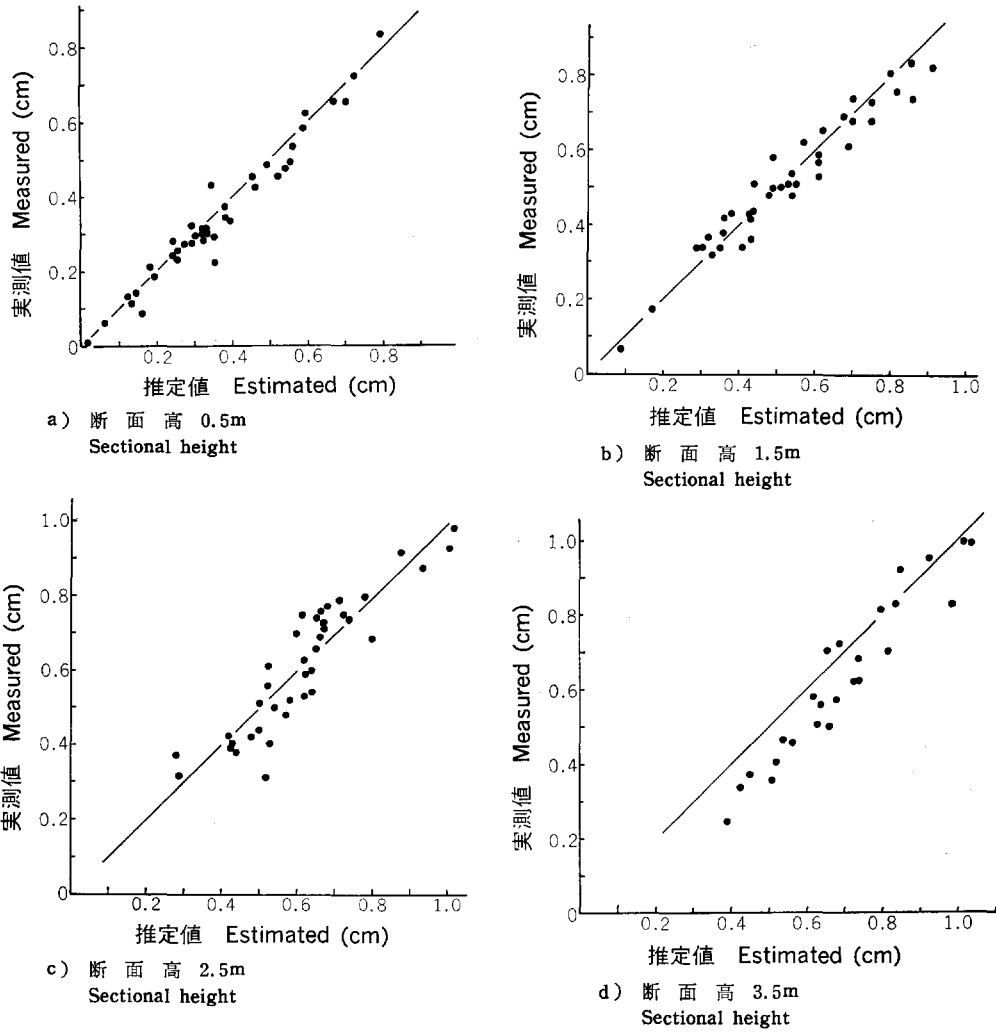 実測値 Measured (cm)
0.8
0.6
0.4
0.2
0
0.2 0.4 0.6 0.8
推定値 Estimated (cm)
a) 断面高 0.5m
Sectional height
実測値 Measured (cm)
0.8
0.6
0.4
0.2
0
0.2 0.4 0.6 0.8 1.0
推定値 Estimated (cm)
b) 断面高 1.5m
Sectional height
実測値 Measured (cm)
1.0
0.8
0.6
0.4
0.2
0
0.2 0.4 0.6 0.8 1.0
推定値 Estimated (cm)
c) 断面高 2.5m
Sectional height
実測値 Measured (cm)
1.0
0.8
0.6
0.4
0.2
0
0.2 0.4 0.6 0.8 1.0
推定値 Estimated (cm)
d) 断面高 3.5m
Sectional height